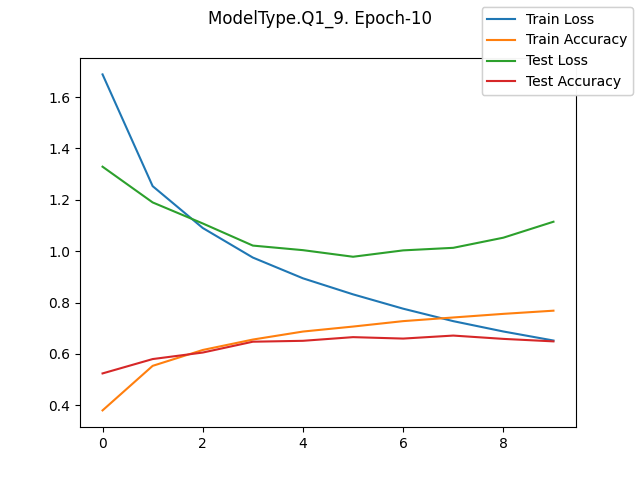 ModelType.Q1_9. Epoch-10
Train Loss
Train Accuracy
Test Loss
Test Accuracy
1.6
1.4
1.2
1.0
0.8
0.6
0.4
0 2 4 6 8